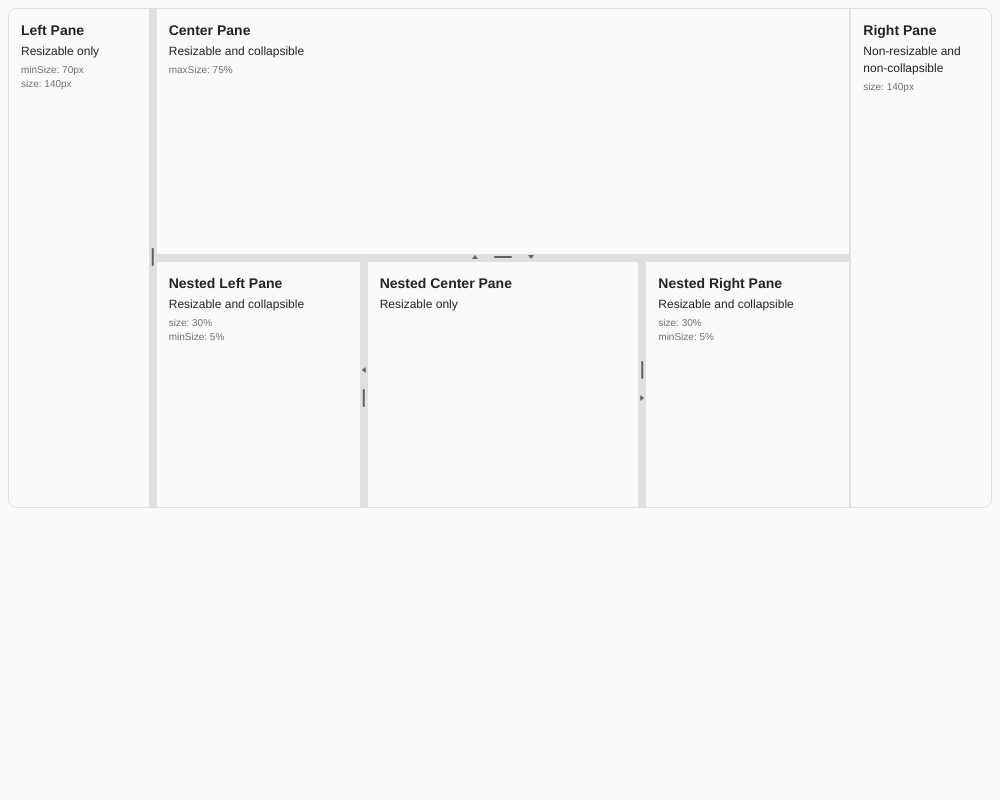 Left Pane
Resizable only
minSize: 70px
size: 140px
Center Pane
Resizable and collapsible
maxSize: 75%
Right Pane
Non-resizable and
non-collapsible
size: 140px
Nested Left Pane
Resizable and collapsible
size: 30%
minSize: 5%
Nested Center Pane
Resizable only
Nested Right Pane
Resizable and collapsible
size: 30%
minSize: 5%